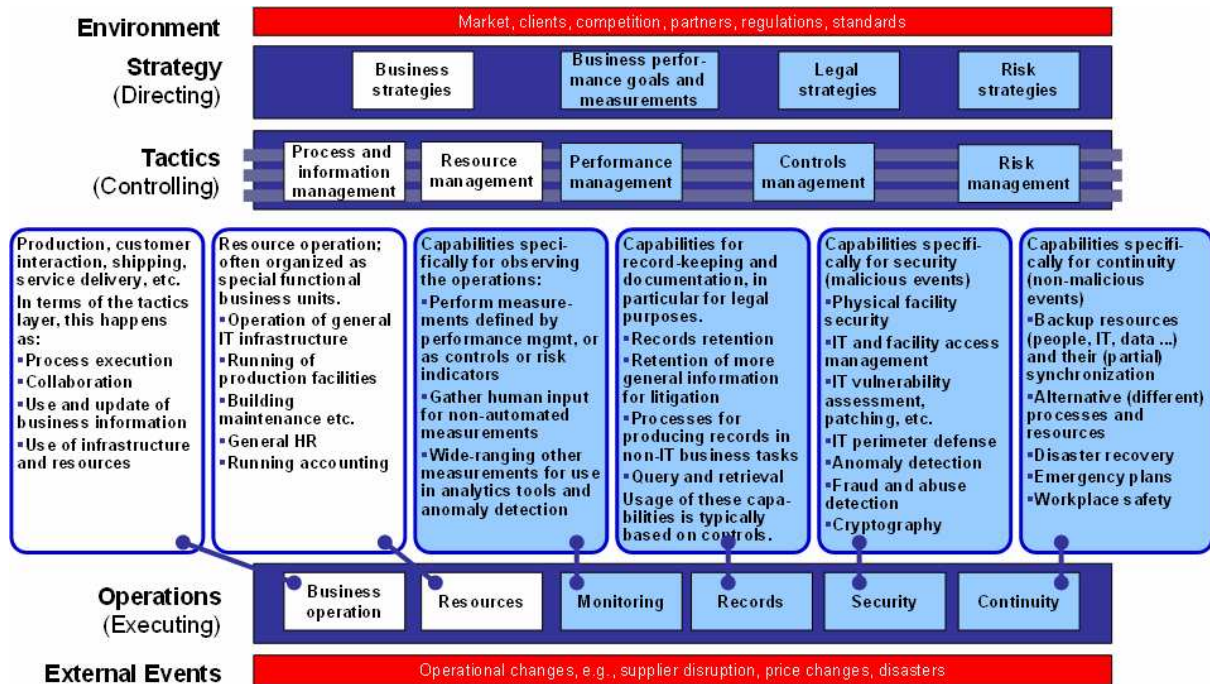 Environment
Market, clients, competition, partners, regulations, standards
Strategy
(Directing)
Business
strategies
Business perfor-
mance goals and
measurements
Legal
strategies
Risk
strategies
Tactics
(Controlling)
Process and
information
management
Resource
management
Performance
management
Controls
management
Risk
management
Production, customer
interaction, shipping,
service delivery, etc.
In terms of the tactics
layer, this happens
as:
▪Process execution
▪Collaboration
▪Use and update of
business information
▪Use of infrastructure
and resources
Resource operation;
often organized as
special functional
business units.
▪Operation of general
IT infrastructure
▪Running of
production facilities
▪Building
maintenance etc.
▪General HR
▪Running accounting
Capabilities speci-
fically for observing
the operations:
▪Perform measure-
ments defined by
performance mgmt, or
as controls or risk
indicators
▪Gather human input
for non-automated
measurements
▪Wide-ranging other
measurements for use
in analytics tools and
anomaly detection
Capabilities for
record-keeping and
documentation, in
particular for legal
purposes.
▪Records retention
▪Retention of more
general information
for litigation
▪Processes for
producing records in
non-IT business tasks
▪Query and retrieval
Usage of these capa-
bilities is typically
based on controls.
Capabilities specifi-
cally for security
(malicious events)
▪Physical facility
security
▪IT and facility access
management
▪IT vulnerability
assessment,
patching, etc.
▪IT perimeter defense
▪Anomaly detection
▪Fraud and abuse
detection
▪Cryptography
Capabilities specifi-
cally for continuity
(non-malicious
events)
▪Backup resources
(people, IT, data ...)
and their (partial)
synchronization
▪Alternative (different)
processes and
resources
▪Disaster recovery
▪Emergency plans
▪Workplace safety
Operations
(Executing)
Business
operation
Resources
Monitoring
Records
Security
Continuity
External Events
Operational changes, e.g., supplier disruption, price changes, disasters